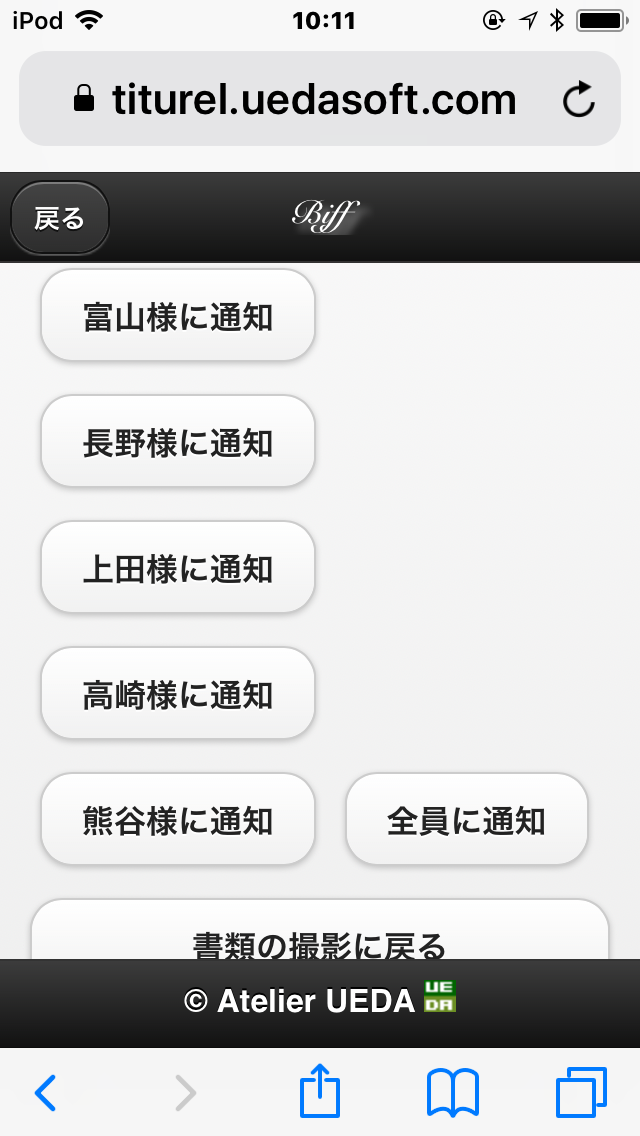 iPod 10:11
titurel.uedasoft.com
戻る Biff
富山様に通知
長野様に通知
上田様に通知
高崎様に通知
熊谷様に通知 全員に通知
書類の撮影に戻る
© Atelier UEDA UEDA